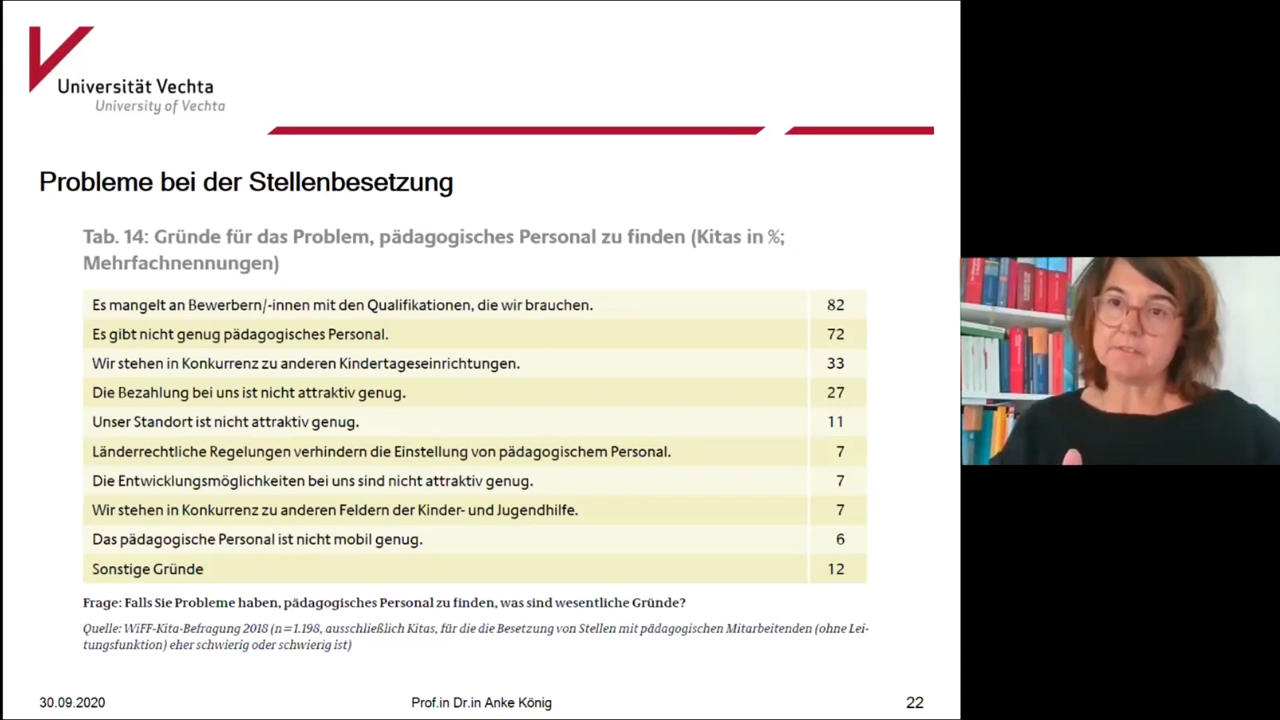 Universität Vechta
University of Vechta
Probleme bei der Stellenbesetzung
Tab. 14: Gründe für das Problem, pädagogisches Personal zu finden (Kitas in %;
Mehrfachnennungen)
Es mangelt an Bewerbern/-innen mit den Qualifikationen, die wir brauchen. 82
Es gibt nicht genug pädagogisches Personal. 72
Wir stehen in Konkurrenz zu anderen Kindertageseinrichtungen. 33
Die Bezahlung bei uns ist nicht attraktiv genug. 27
Unser Standort ist nicht attraktiv genug. 11
Länderrechtliche Regelungen verhindern die Einstellung von pädagogischem Personal. 7
Die Entwicklungsmöglichkeiten bei uns sind nicht attraktiv genug. 7
Wir stehen in Konkurrenz zu anderen Feldern der Kinder- und Jugendhilfe. 7
Das pädagogische Personal ist nicht mobil genug. 6
Sonstige Gründe 12
Frage: Falls Sie Probleme haben, pädagogisches Personal zu finden, was sind wesentliche Gründe?
Quelle: WiFF-Kita-Befragung 2018 (n=1.198, ausschließlich Kitas, für die die Besetzung von Stellen mit pädagogischen Mitarbeitenden (ohne Lei-
tungsfunktion) eher schwierig oder schwierig ist)
30.09.2020 Prof.in Dr.in Anke König 22